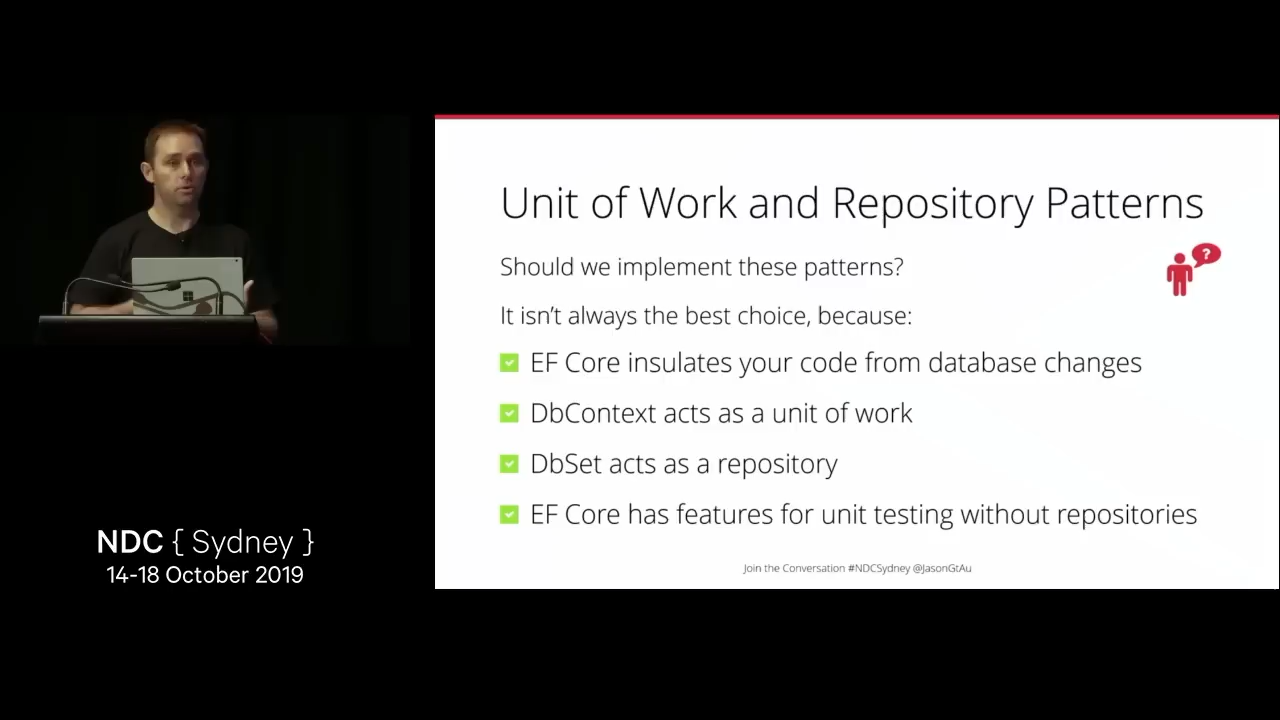 Unit of Work and Repository Patterns
Should we implement these patterns?
?
It isn't always the best choice, because:
EF Core insulates your code from database changes
DbContext acts as a unit of work
DbSet acts as a repository
EF Core has features for unit testing without repositories
Join the Conversation #NDCSydney @JasonGtAu
NDC { Sydney }
14-18 October 2019